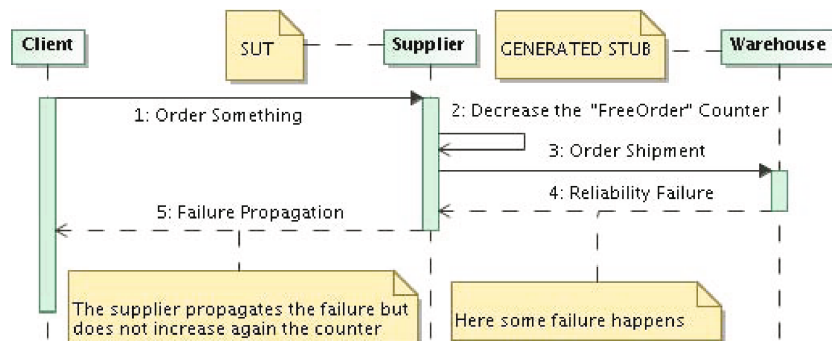 Client
SUT
Supplier
GENERATED STUB
Warehouse
1: Order Something
2: Decrease the "FreeOrder" Counter
3: Order Shipment
4: Reliability Failure
5: Failure Propagation
The supplier propagates the failure but
does not increase again the counter
Here some failure happens